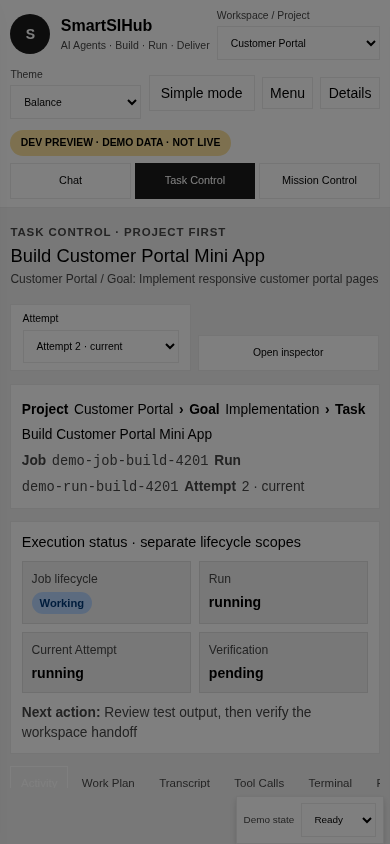 S
SmartSIHub
AI Agents · Build · Run · Deliver
Workspace / Project
Customer Portal
Theme
Balance
Simple mode
Menu
Details
DEV PREVIEW · DEMO DATA · NOT LIVE
Chat
Task Control
Mission Control
TASK CONTROL · PROJECT FIRST
Build Customer Portal Mini App
Customer Portal / Goal: Implement responsive customer portal pages
Attempt
Attempt 2 · current
Open inspector
Project Customer Portal › Goal Implementation › Task
Build Customer Portal Mini App
Job demo-job-build-4201 Run
demo-run-build-4201 Attempt 2 · current
Execution status · separate lifecycle scopes
Job lifecycle
Working
Run
running
Current Attempt
running
Verification
pending
Next action: Review test output, then verify the
workspace handoff
Activity Work Plan Transcript Tool Calls Terminal
Demo state
Ready